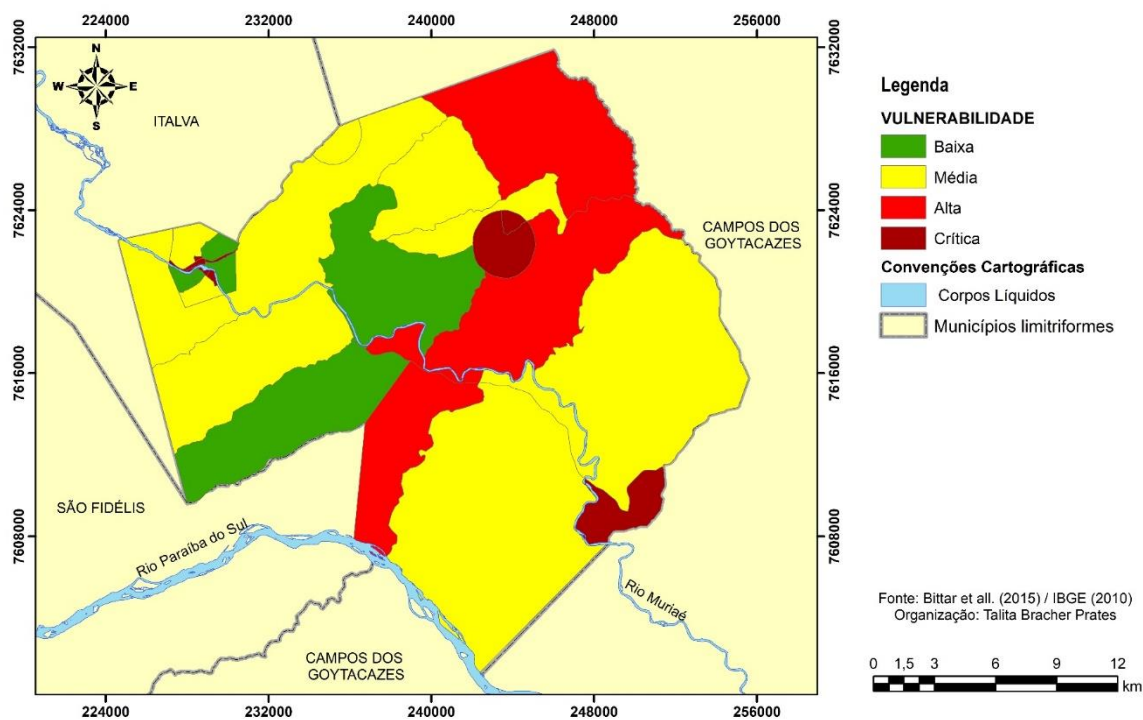 224000 232000 240000 248000 256000
7632000 7632000
N
W E
S
ITALVA
7624000 7624000
CAMPOS DOS
GOYTACAZES
7616000 7616000
SÃO FIDÉLIS
7608000 7608000
Rio Paraíba do Sul
Rio Muriaé
CAMPOS DOS
GOYTACAZES
224000 232000 240000 248000 256000
Legenda
VULNERABILIDADE
Baixa
Média
Alta
Crítica
Convenções Cartográficas
Corpos Líquidos
Municípios limitriformes
Fonte: Bittar et all. (2015) / IBGE (2010)
Organização: Talita Bracher Prates
0 1,5 3 6 9 12
km